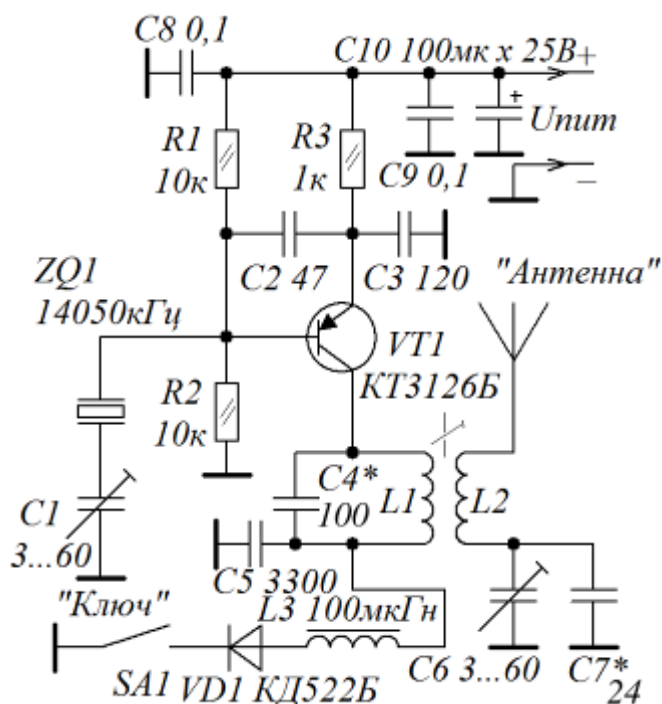 C8 0,1
C10 100мк x 25В +
R1
10к
R3
1к
Uпит
C9 0,1
–
C2 47
C3 120
"Антенна"
ZQ1
14050кГц
VT1
КТ3126Б
R2
10к
C4*
100
L1
L2
C1
3...60
C5 3300
"Ключ"
L3 100мкГн
SA1
VD1 КД522Б
C6 3...60
C7*
24
+